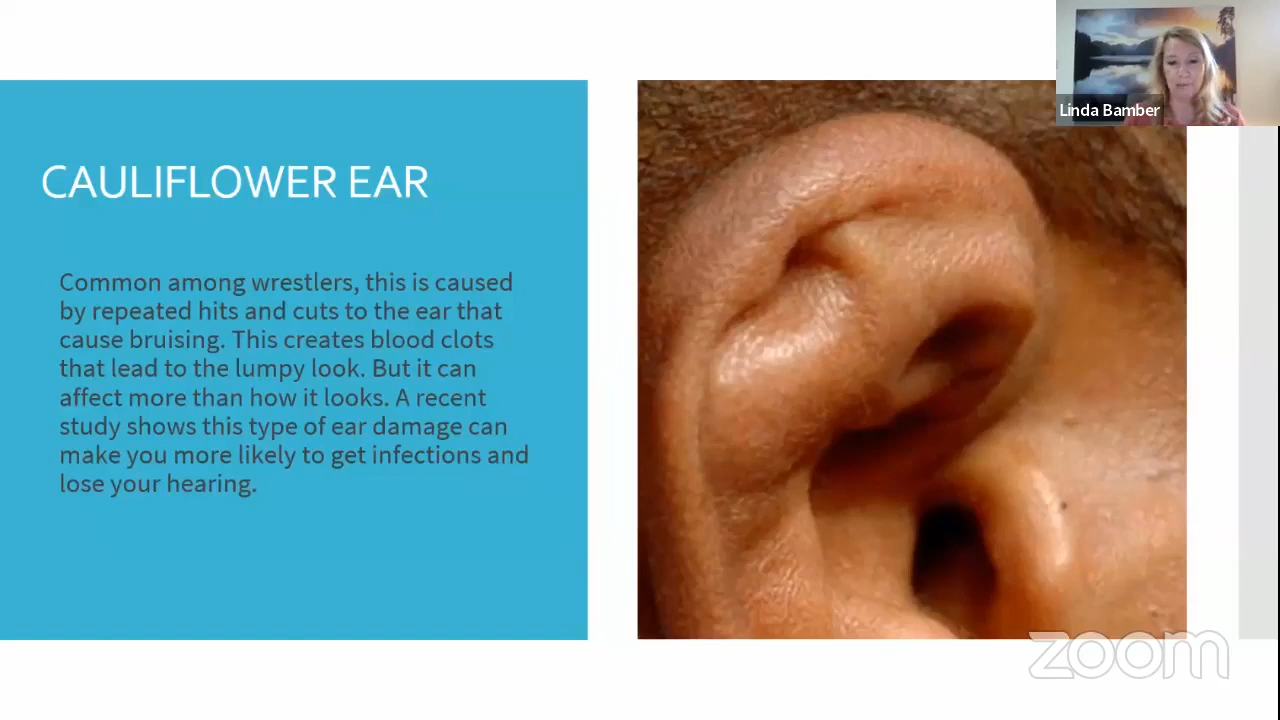 Linda Bamber
CAULIFLOWER EAR
Common among wrestlers, this is caused
by repeated hits and cuts to the ear that
cause bruising. This creates blood clots
that lead to the lumpy look. But it can
affect more than how it looks. A recent
study shows this type of ear damage can
make you more likely to get infections and
lose your hearing.
zoom